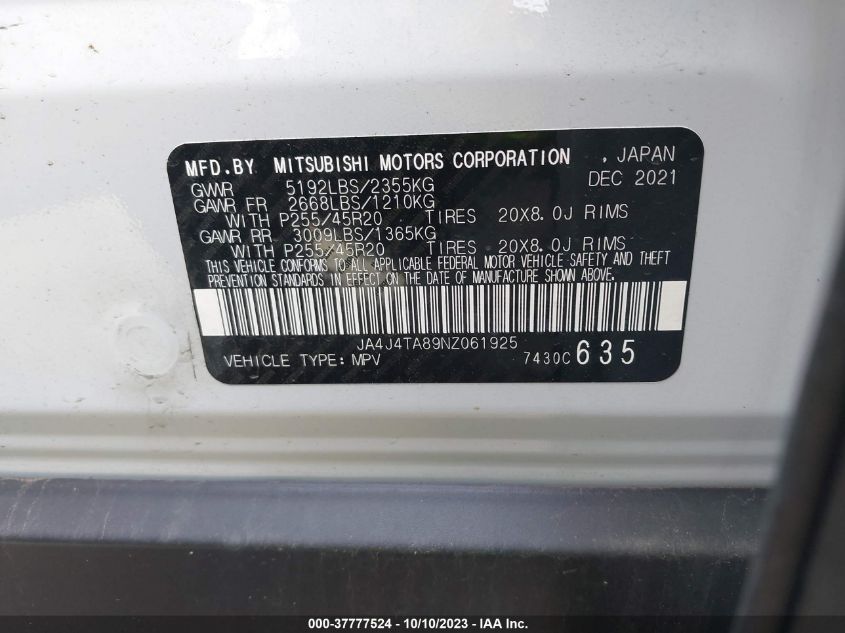 MFD.BY MITSUBISHI MOTORS CORPORATION , JAPAN
GVWR 5192LBS/2355KG DEC 2021
GAWR FR 2668LBS/1210KG
WITH P255/45R20 TIRES 20X8.0J RIMS
GAWR RR 3009LBS/1365KG
WITH P255/45R20 TIRES 20X8.0J RIMS
THIS VEHICLE CONFORMS TO ALL APPLICABLE FEDERAL MOTOR VEHICLE SAFETY AND THEFT
PREVENTION STANDARDS IN EFFECT ON THE DATE OF MANUFACTURE SHOWN ABOVE.
JA4J4TA89NZ061925
VEHICLE TYPE: MPV 7430C 635
000-37777524 - 10/10/2023 - IAA Inc.